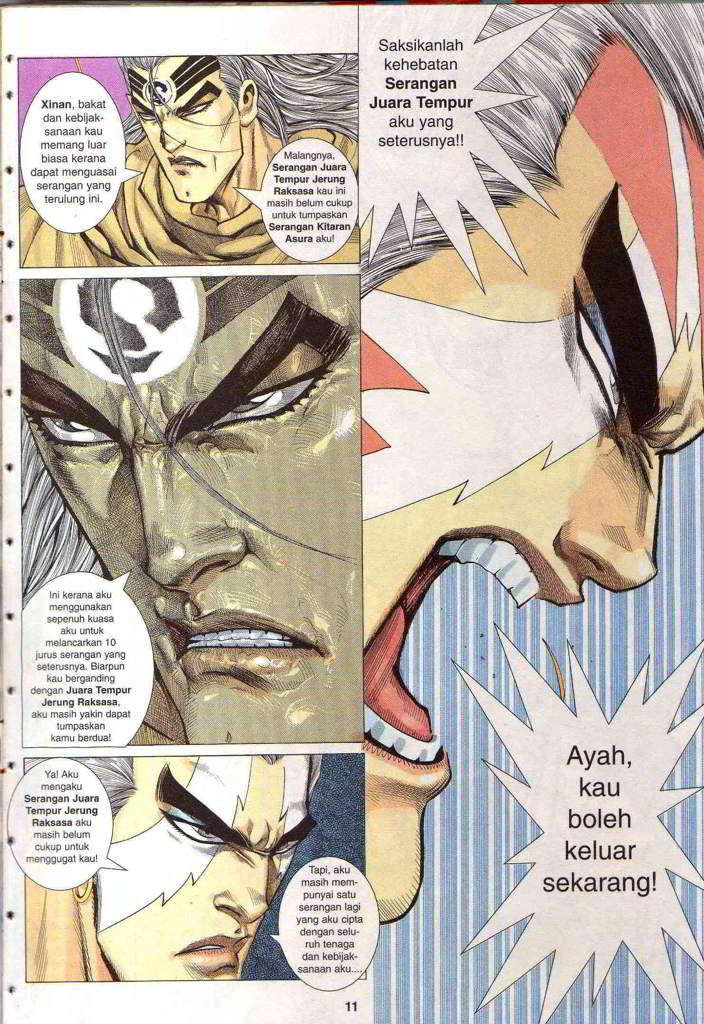 Xinan, bakat
dan kebijak-
sanaan kau
memang luar
biasa kerana
dapat menguasai
serangan yang
terulung ini.
Malangnya,
Serangan Juara
Tempur Jerung
Raksasa kau ini
masih belum cukup
untuk tumpaskan
Serangan Kitaran
Asura aku!
Ini kerana aku
menggunakan
sepenuh kuasa
aku untuk
melancarkan 10
jurus serangan yang
seterusnya. Biarpun
kau berganding
dengan Juara Tempur
Jerung Raksasa,
aku masih yakin dapat
tumpaskan
kamu berdua!
Ya! Aku
mengaku
Serangan Juara
Tempur Jerung
Raksasa aku
masih belum
cukup untuk
menggugat kau!
Tapi, aku
masih mem-
punyai satu
serangan lagi
yang aku cipta
dengan selu-
ruh tenaga
dan kebijak-
sanaan aku....
Saksikanlah
kehebatan
Serangan
Juara Tempur
aku yang
seterusnya!!
Ayah,
kau
boleh
keluar
sekarang!
11